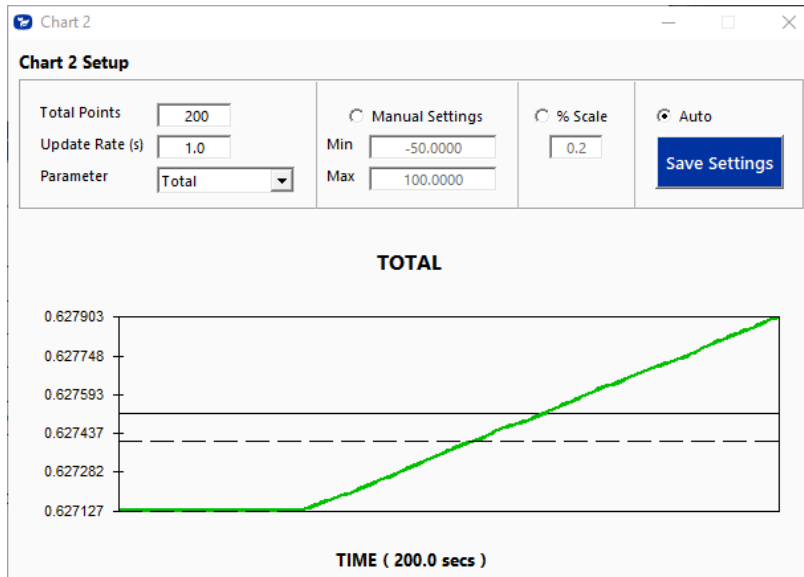 Chart 2
Chart 2 Setup
Total Points 200
Update Rate (s) 1.0
Parameter Total
Manual Settings
Min -50.0000
Max 100.0000
% Scale
0.2
Auto
Save Settings
TOTAL
0.627903
0.627748
0.627593
0.627437
0.627282
0.627127
TIME ( 200.0 secs )